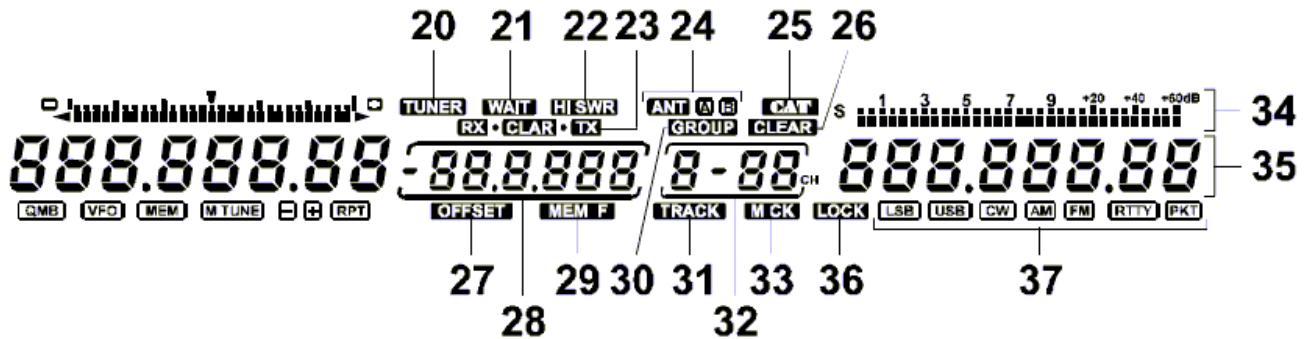 20 21 22 23 24 25 26
TUNER WAIT HI SWR ANT A B CAT
S 1 3 5 7 9 +20 +40 +60dB 34
RX • CLAR • TX GROUP CLEAR
888.888.88 -88.8.888 8-88 CH 888.888.88 35
QMB VFO MEM M TUNE - + RPT OFFSET MEM F TRACK M CK LOCK LSB USB CW AM FM RTTY PKT
27 29 30 31 33 36 37
28 32